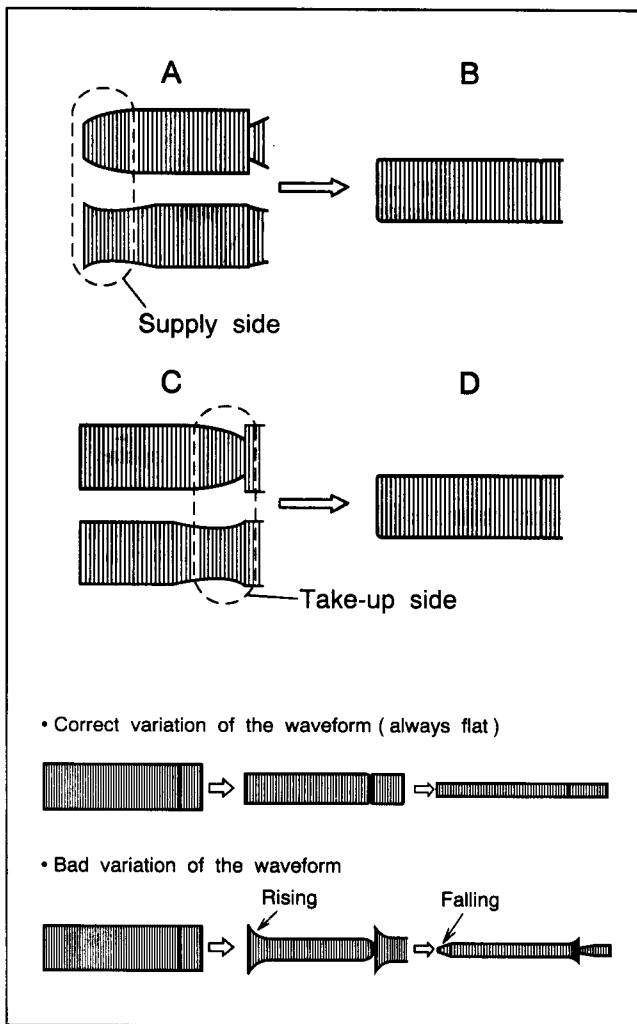 A
B
Supply side
C
D
Take-up side
• Correct variation of the waveform ( always flat )
• Bad variation of the waveform
Rising
Falling